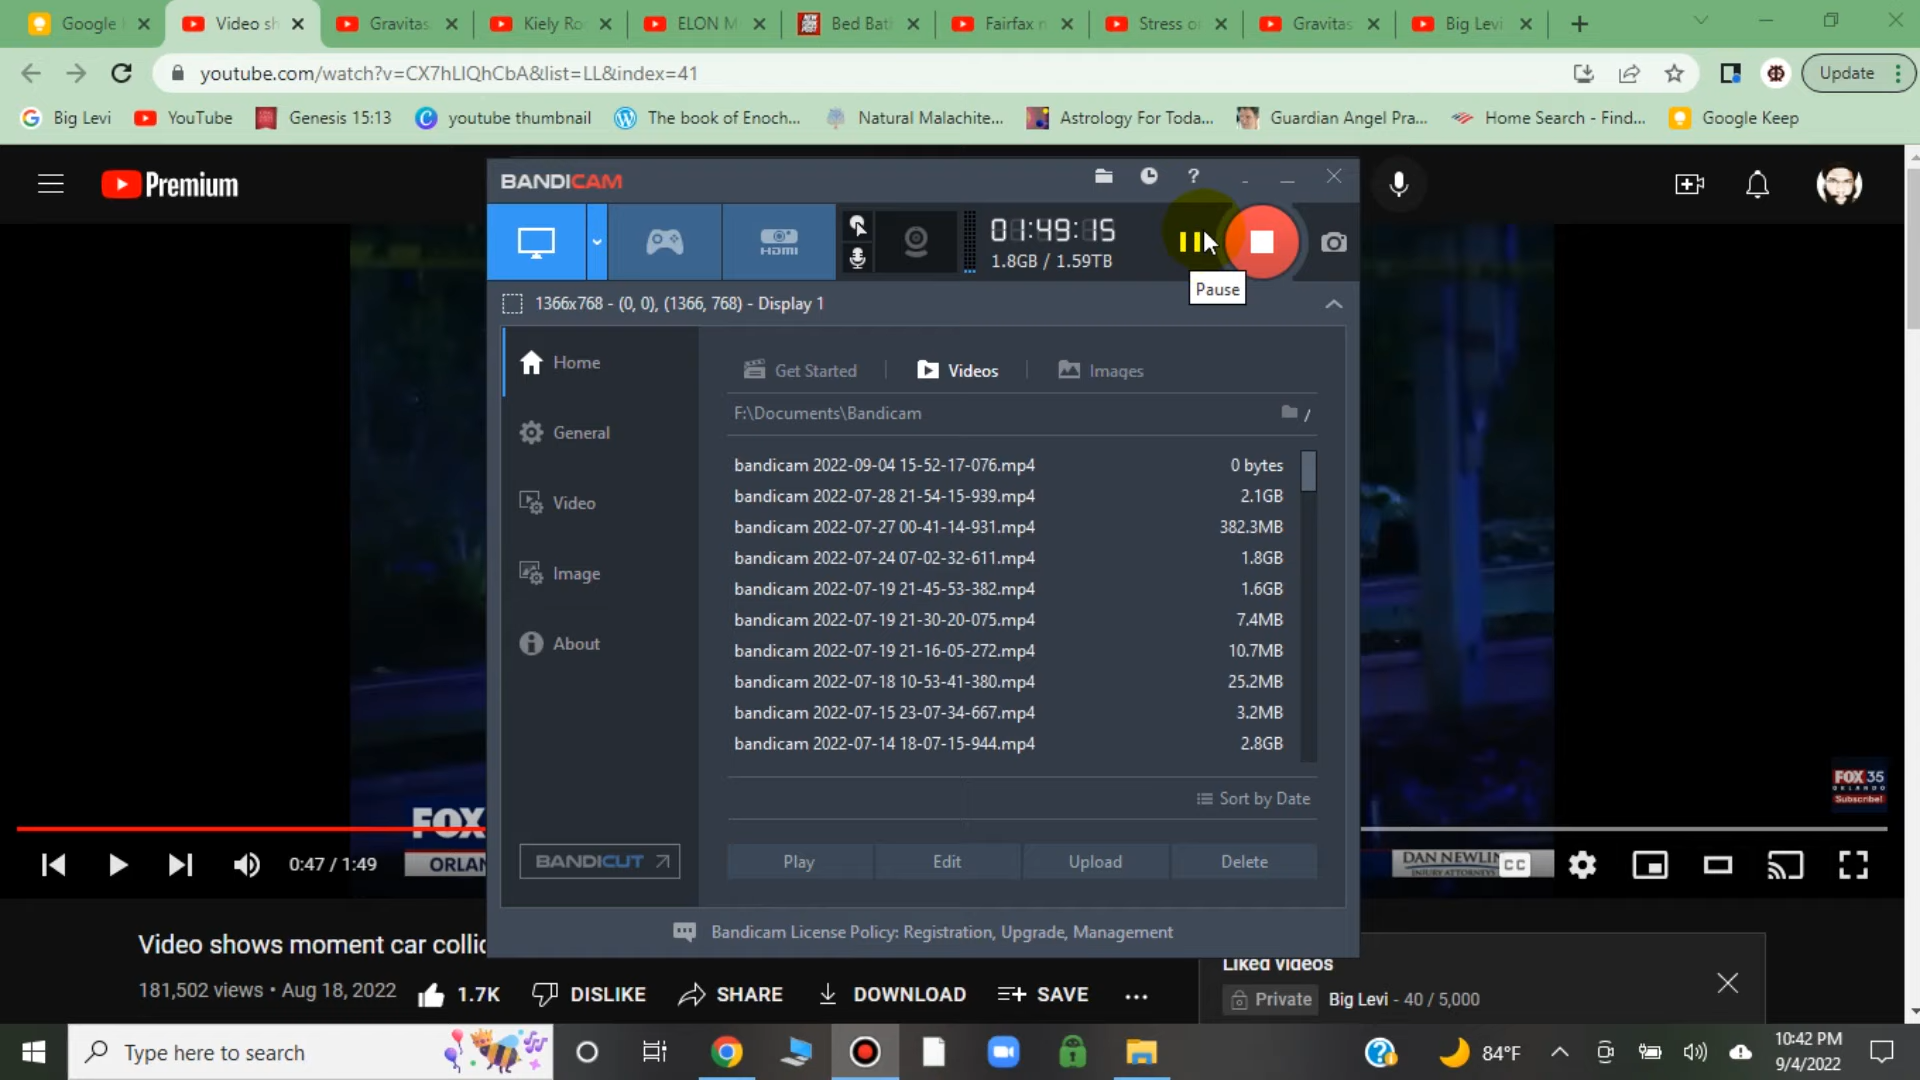 Google
Video sh
Gravitas
Kiely Ro
ELON M
Bed Bat
Fairfax n
Stress o
Gravitas
Big Levi
youtube.com/watch?v=CX7hLIQhCbA&list=LL&index=41
Update
Big Levi
YouTube
Genesis 15:13
youtube thumbnail
The book of Enoch...
Natural Malachite...
Astrology For Toda...
Guardian Angel Pra...
Home Search - Find...
Google Keep
Premium
BANDICAM
HDMI
01:49:15
1.8GB / 1.59TB
Pause
1366x768 - (0, 0), (1366, 768) - Display 1
Home
General
Video
Image
About
Get Started
Videos
Images
F:\Documents\Bandicam
bandicam 2022-09-04 15-52-17-076.mp4 0 bytes
bandicam 2022-07-28 21-54-15-939.mp4 2.1GB
bandicam 2022-07-27 00-41-14-931.mp4 382.3MB
bandicam 2022-07-24 07-02-32-611.mp4 1.8GB
bandicam 2022-07-19 21-45-53-382.mp4 1.6GB
bandicam 2022-07-19 21-30-20-075.mp4 7.4MB
bandicam 2022-07-19 21-16-05-272.mp4 10.7MB
bandicam 2022-07-18 10-53-41-380.mp4 25.2MB
bandicam 2022-07-15 23-07-34-667.mp4 3.2MB
bandicam 2022-07-14 18-07-15-944.mp4 2.8GB
Sort by Date
BANDICUT
Play
Edit
Upload
Delete
Bandicam License Policy: Registration, Upgrade, Management
FOX 35
ORLANDO
Subscribe!
FOX
ORLAN
0:47 / 1:49
DAN NEWLIN
INJURY ATTORNEYS
CC
Video shows moment car collid
181,502 views • Aug 18, 2022
1.7K
DISLIKE
SHARE
DOWNLOAD
SAVE
Liked videos
Private
Big Levi - 40 / 5,000
Type here to search
84°F
10:42 PM
9/4/2022